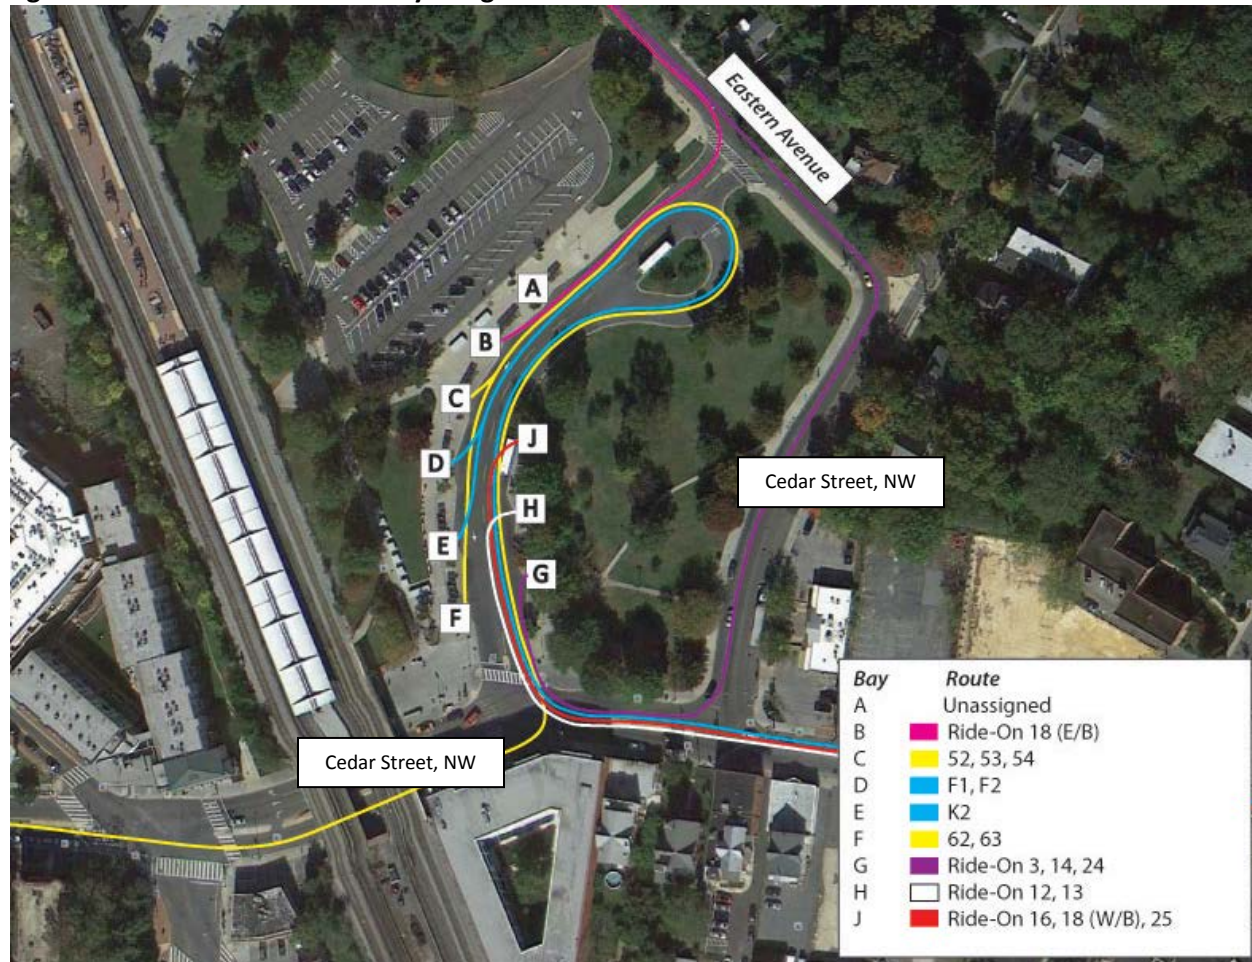 Eastern Avenue
A
B
C
J
D
Cedar Street, NW
H
E
G
F
Cedar Street, NW
Bay Route
A Unassigned
B Ride-On 18 (E/B)
C 52, 53, 54
D F1, F2
E K2
F 62, 63
G Ride-On 3, 14, 24
H Ride-On 12, 13
J Ride-On 16, 18 (W/B), 25